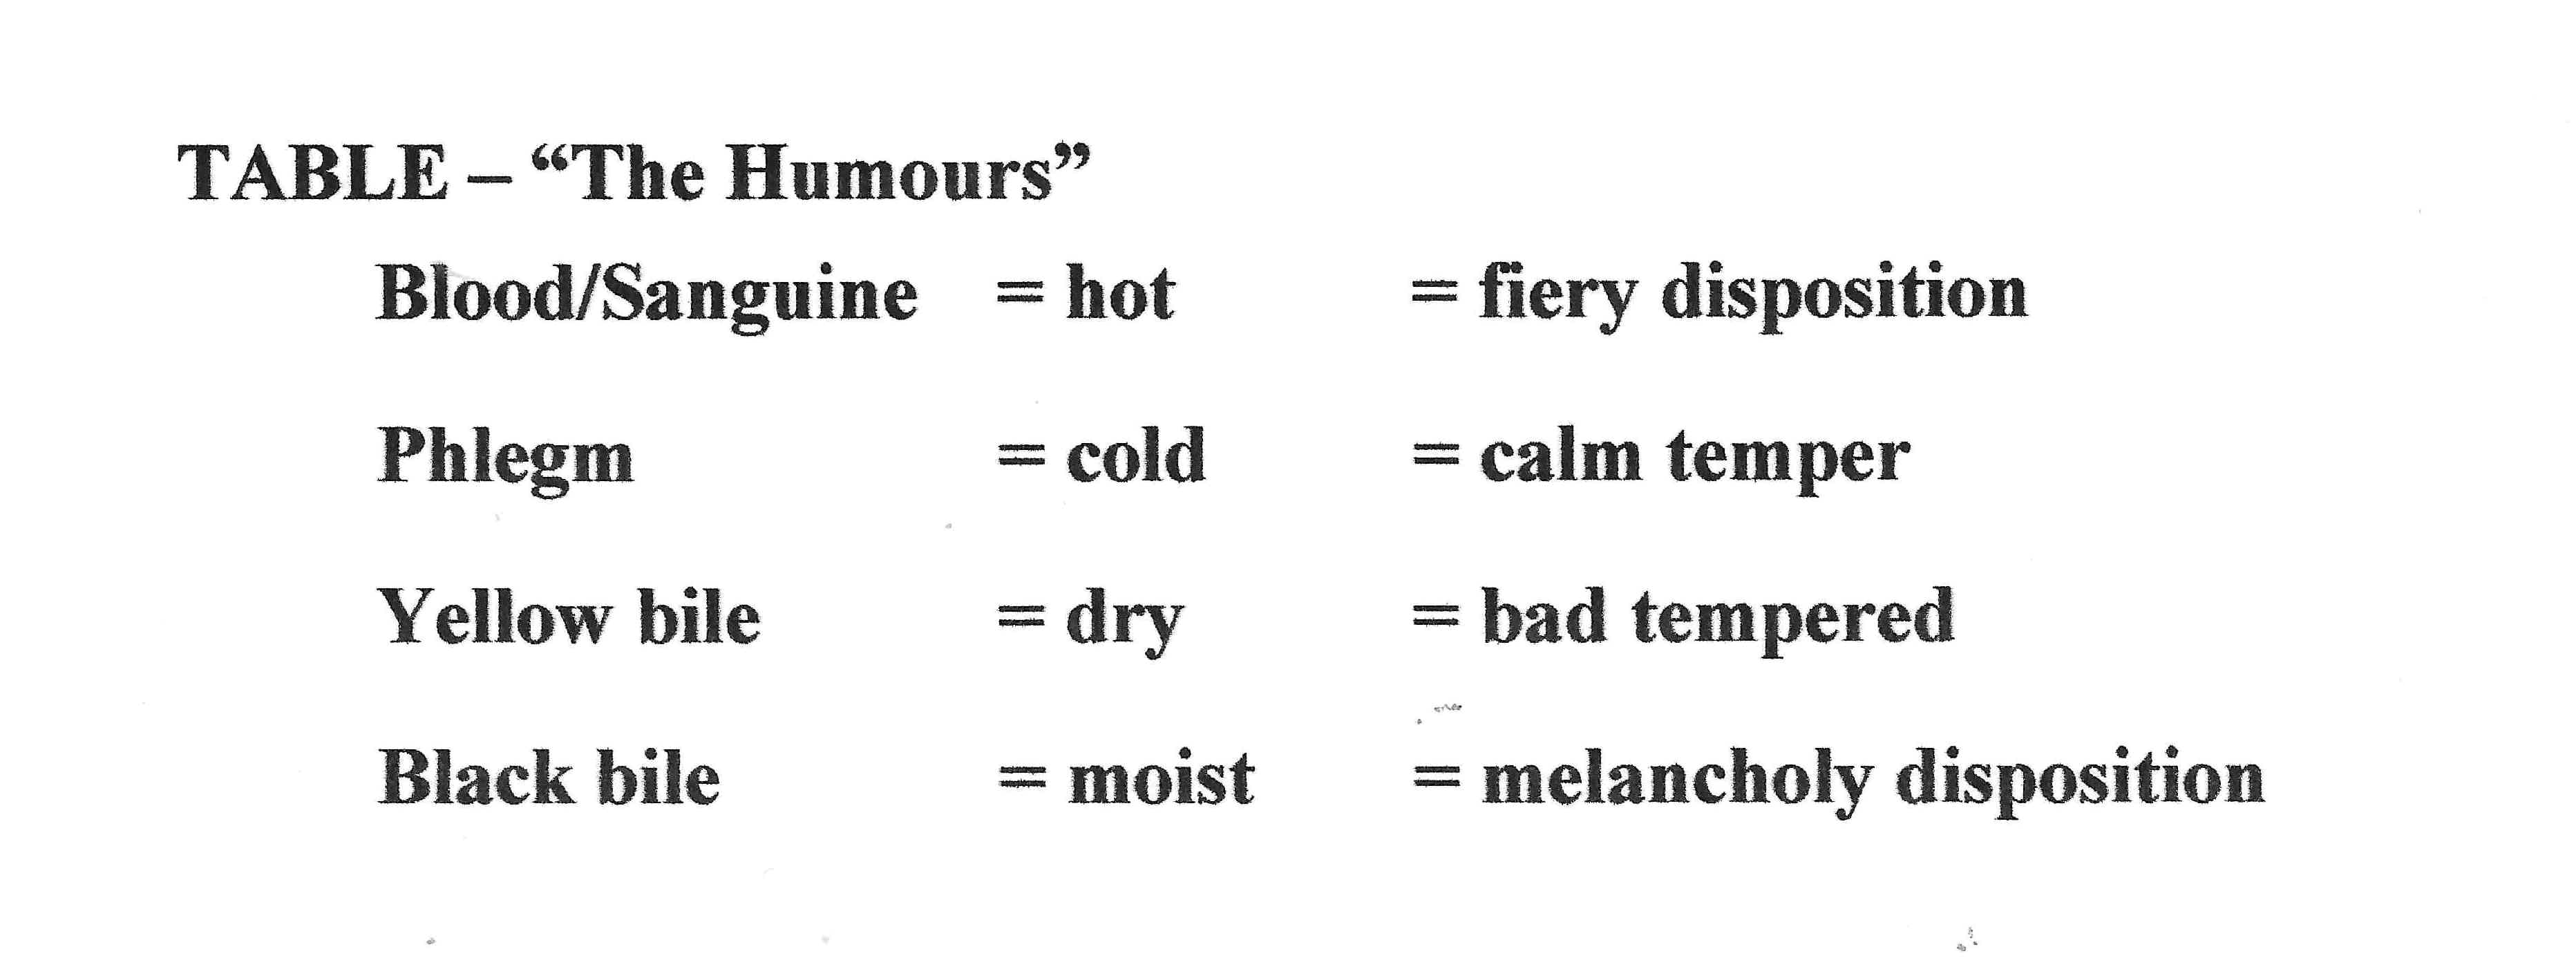 TABLE – “The Humours”
Blood/Sanguine = hot = fiery disposition
Phlegm = cold = calm temper
Yellow bile = dry = bad tempered
Black bile = moist = melancholy disposition